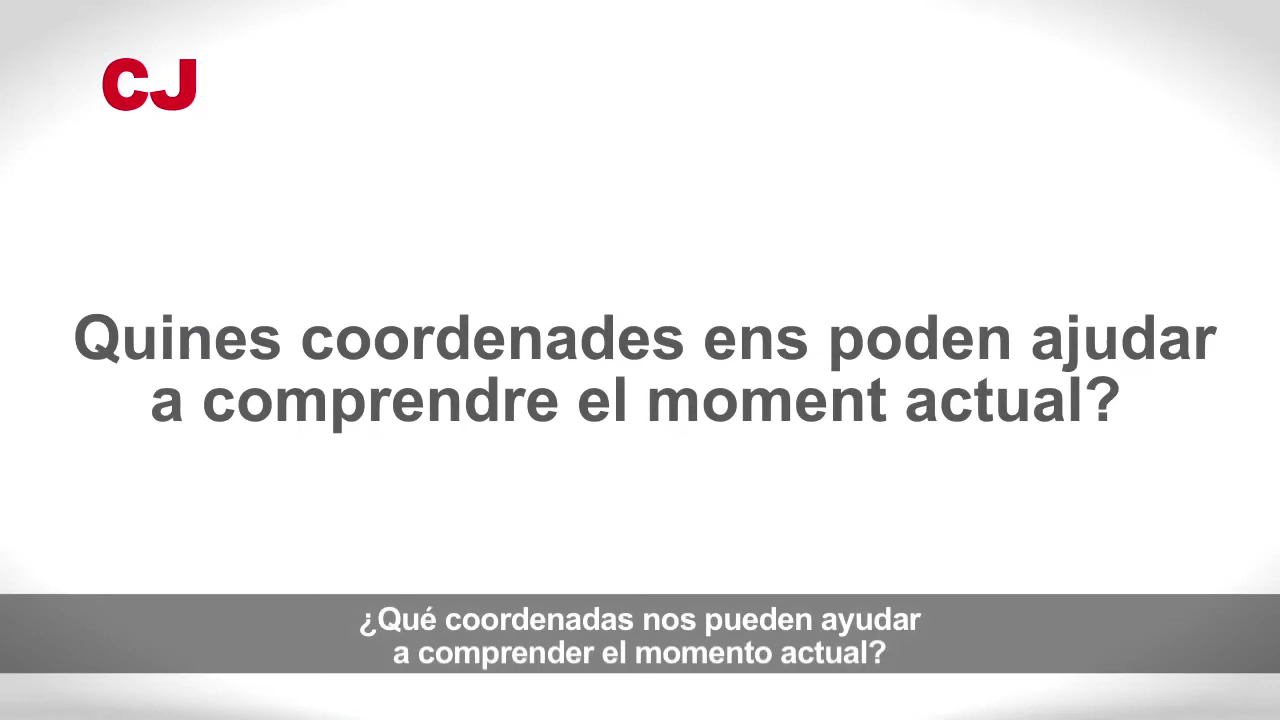 CJ
Quines coordenades ens poden ajudar
a comprendre el moment actual?
¿Qué coordenadas nos pueden ayudar
a comprender el momento actual?